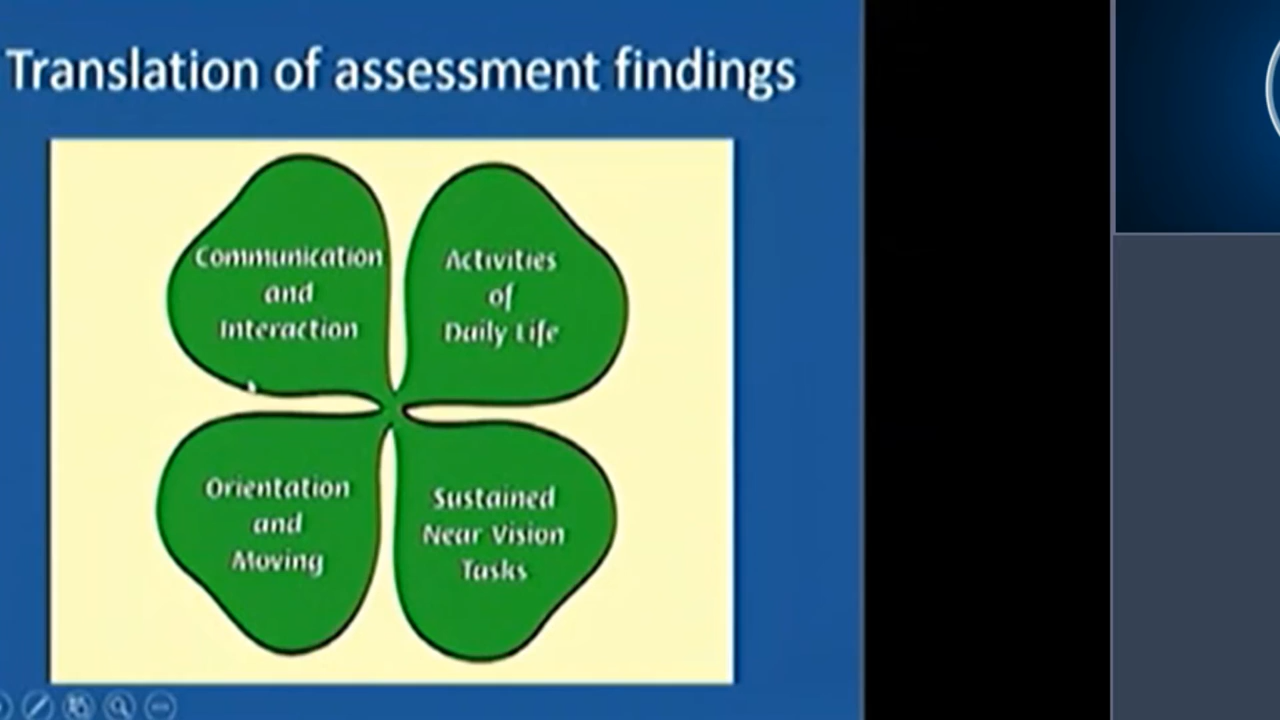 Translation of assessment findings
Communication
and
Interaction
Activities
of
Daily Life
Orientation
and
Moving
Sustained
Near Vision
Tasks